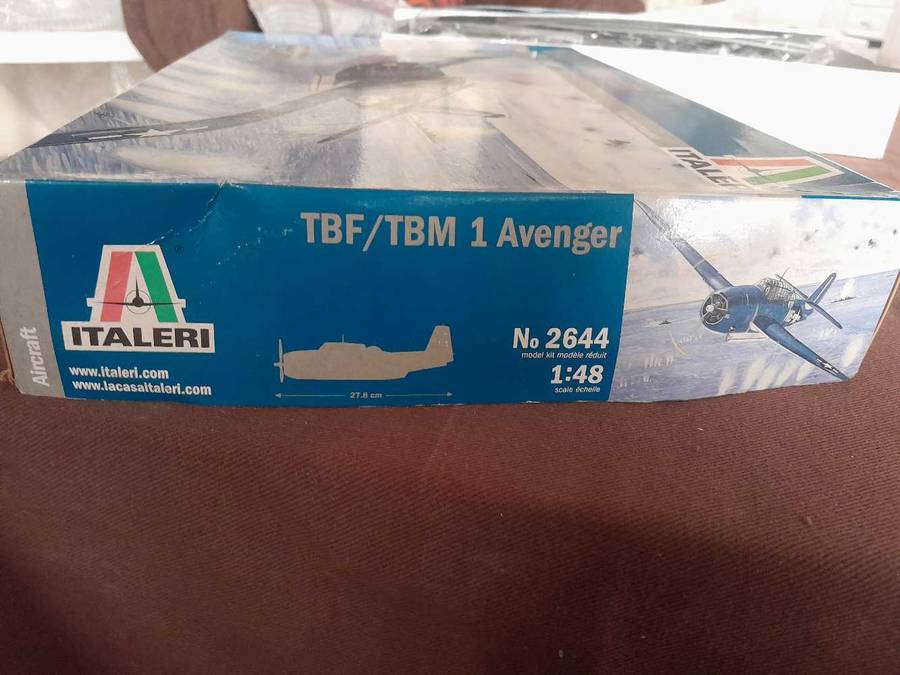 ITALERI
TBF/TBM 1 Avenger
ITALERI
Aircraft
www.italeri.com
www.lacasaitaleri.com
27.8 cm
No 2644
model kit modèle réduit
1:48
scale échelle